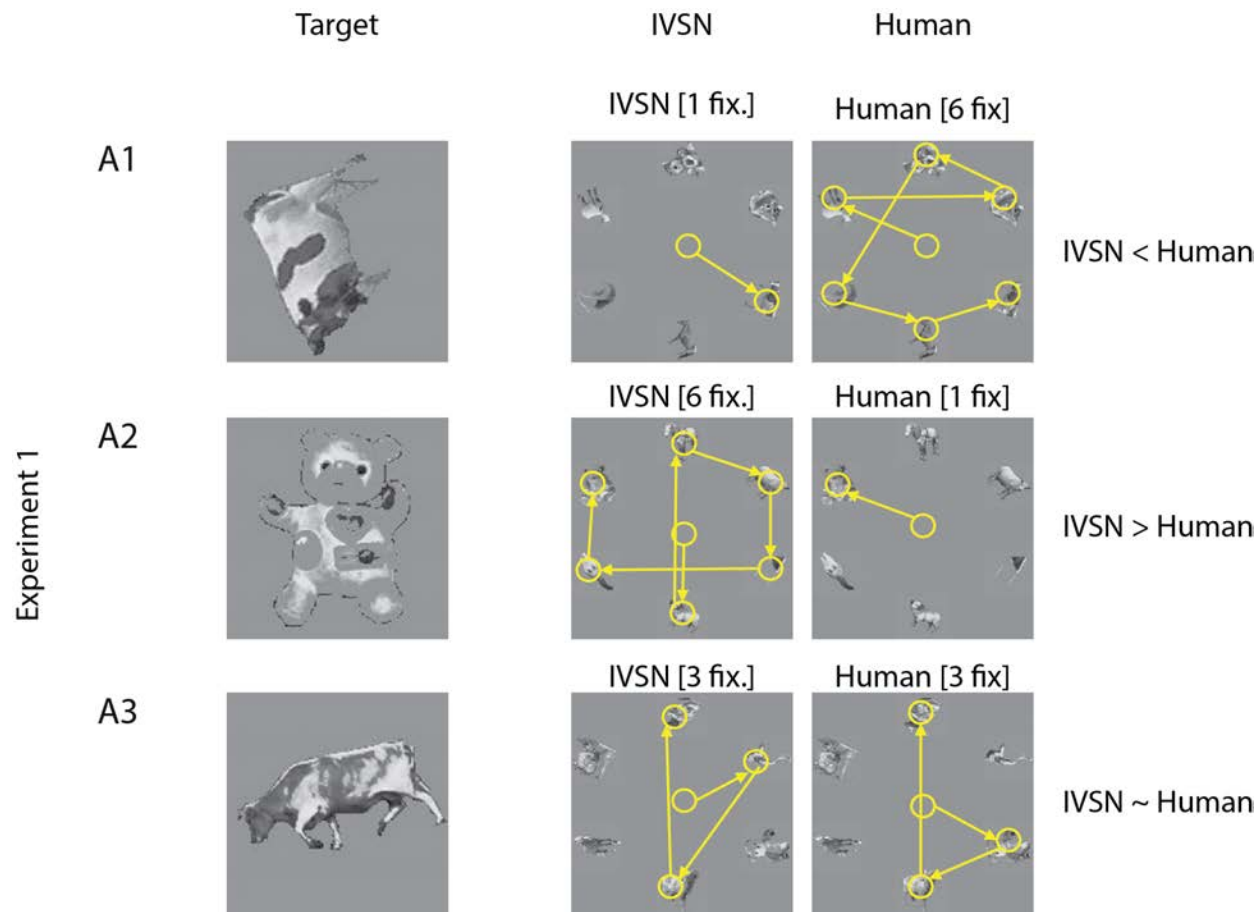 Target IVSN Human
IVSN [1 fix.] Human [6 fix]
A1
IVSN < Human
IVSN [6 fix.] Human [1 fix]
A2
Experiment 1
IVSN > Human
IVSN [3 fix.] Human [3 fix]
A3
IVSN ~ Human